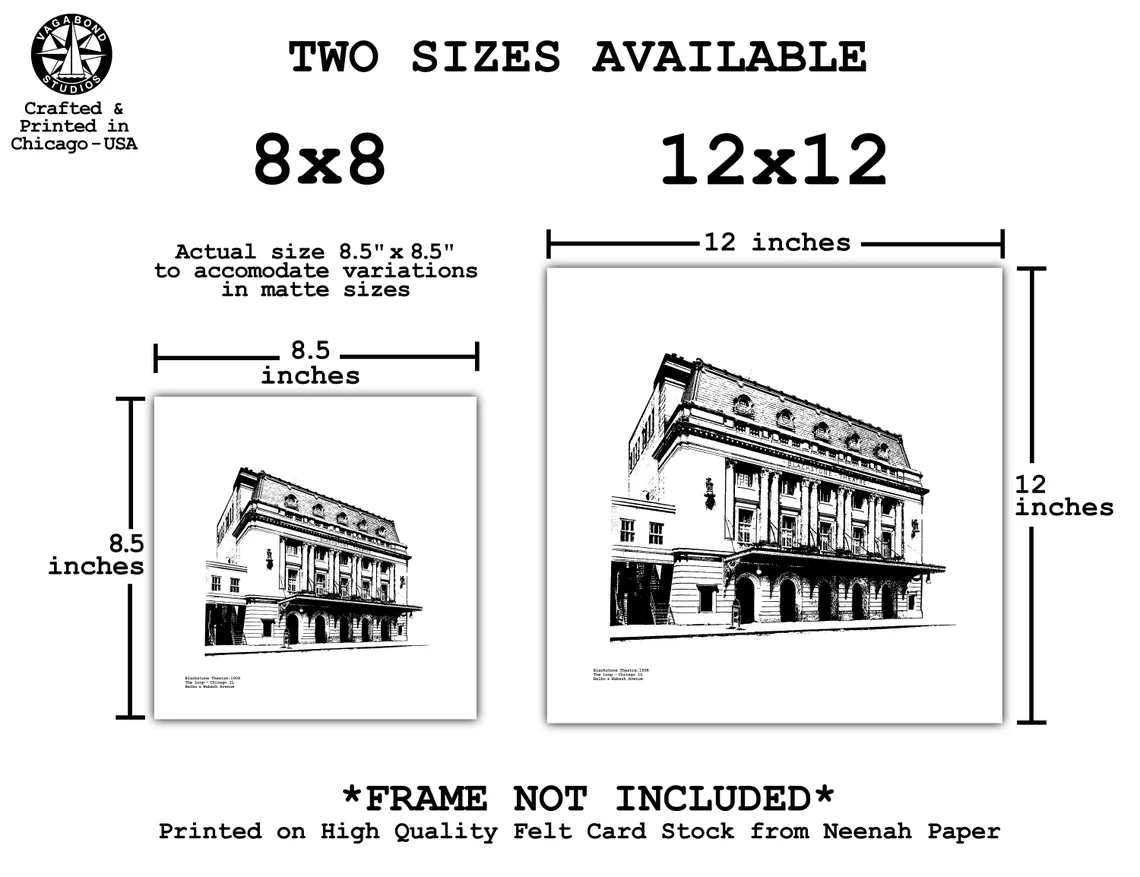 VAGABOND
STUDIOS
Crafted &
Printed in
Chicago-USA
TWO SIZES AVAILABLE
8x8
12x12
Actual size 8.5" x 8.5"
to accomodate variations
in matte sizes
8.5
inches
8.5
inches
Blackstone Theatre:1908
The Loop - Chicago IL
Balbo & Wabash Avenue
12 inches
12
inches
BLACKSTONE THEATRE
Blackstone Theatre:1908
The Loop - Chicago IL
Balbo & Wabash Avenue
*FRAME NOT INCLUDED*
Printed on High Quality Felt Card Stock from Neenah Paper